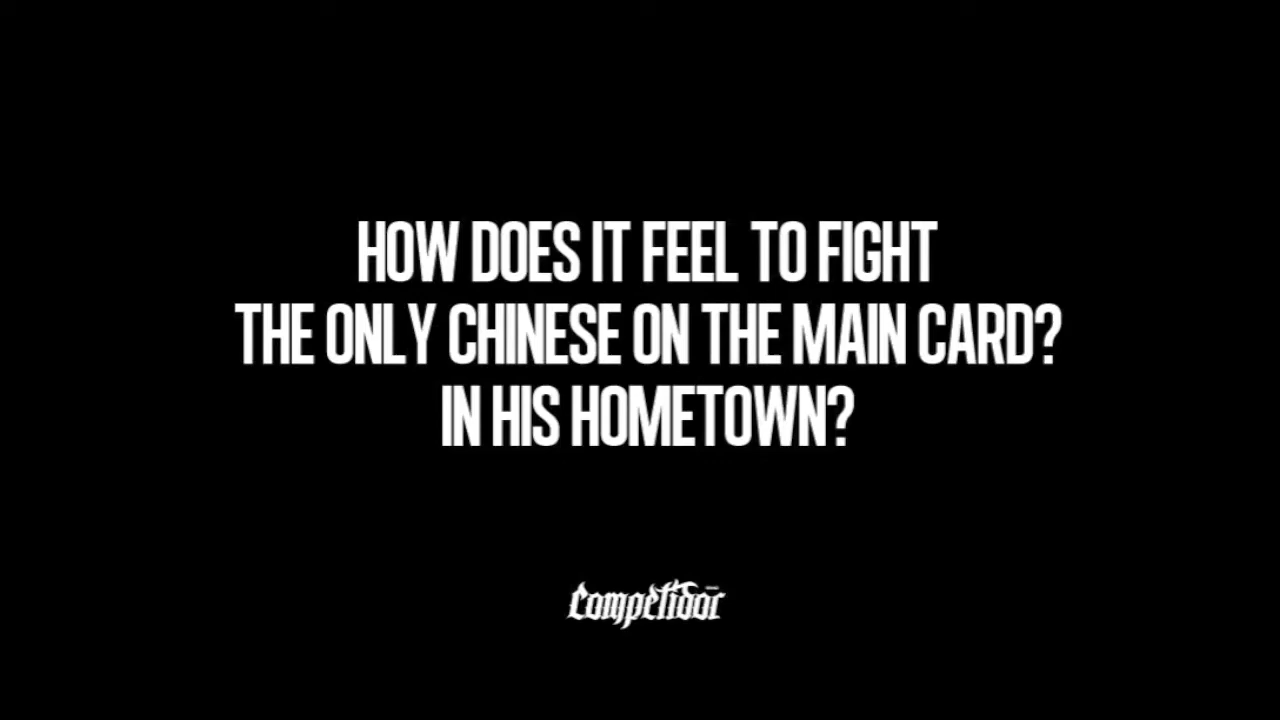 HOW DOES IT FEEL TO FIGHT
THE ONLY CHINESE ON THE MAIN CARD?
IN HIS HOMETOWN?
Competidor